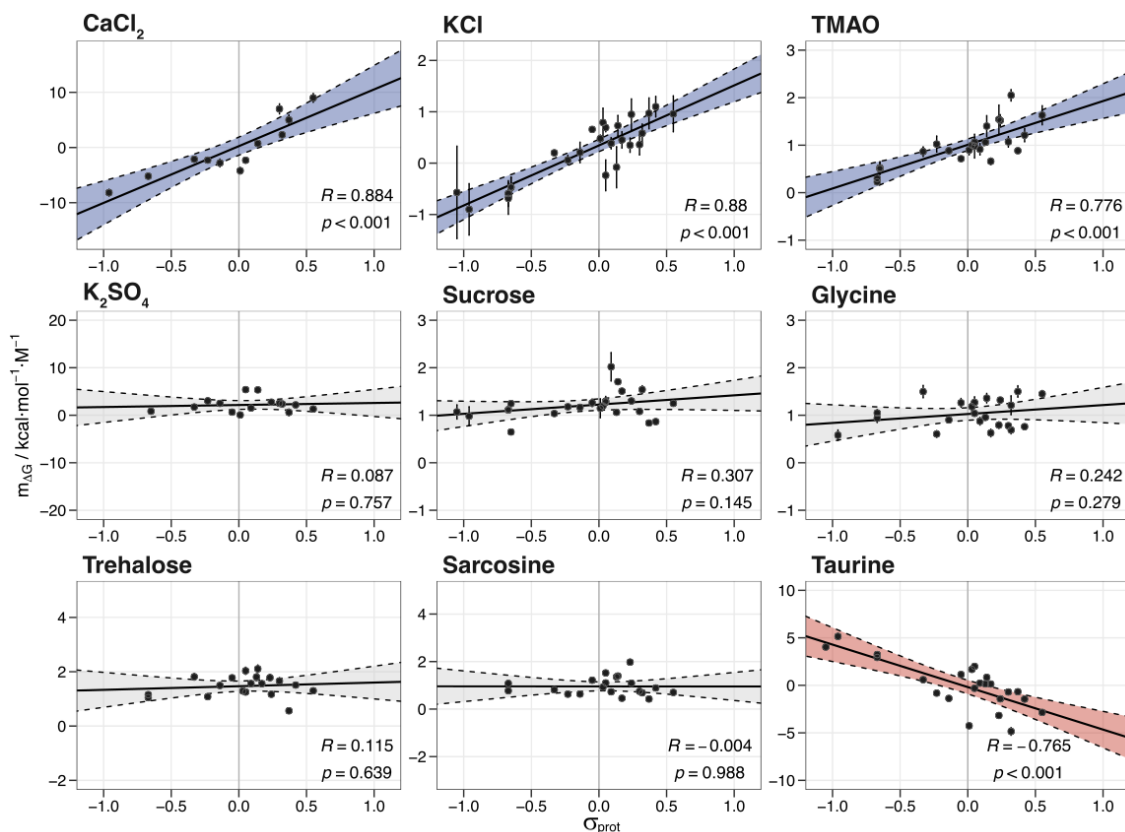 CaCl₂ KCl TMAO
10
0
−10
R = 0.884
p < 0.001
2
1
0
−1
R = 0.88
p < 0.001
3
2
1
0
−1
R = 0.776
p < 0.001
−1.0 −0.5 0.0 0.5 1.0 −1.0 −0.5 0.0 0.5 1.0 −1.0 −0.5 0.0 0.5 1.0
K₂SO₄ Sucrose Glycine
mΔG / kcal·mol⁻¹·M⁻¹
20
10
0
−10
−20
R = 0.087
p = 0.757
3
2
1
0
−1
R = 0.307
p = 0.145
3
2
1
0
−1
R = 0.242
p = 0.279
−1.0 −0.5 0.0 0.5 1.0 −1.0 −0.5 0.0 0.5 1.0 −1.0 −0.5 0.0 0.5 1.0
Trehalose Sarcosine Taurine
4
2
0
−2
R = 0.115
p = 0.639
4
2
0
−2
R = −0.004
p = 0.988
10
5
0
−5
−10
R = −0.765
p < 0.001
−1.0 −0.5 0.0 0.5 1.0 −1.0 −0.5 0.0 0.5 1.0 −1.0 −0.5 0.0 0.5 1.0
σprot